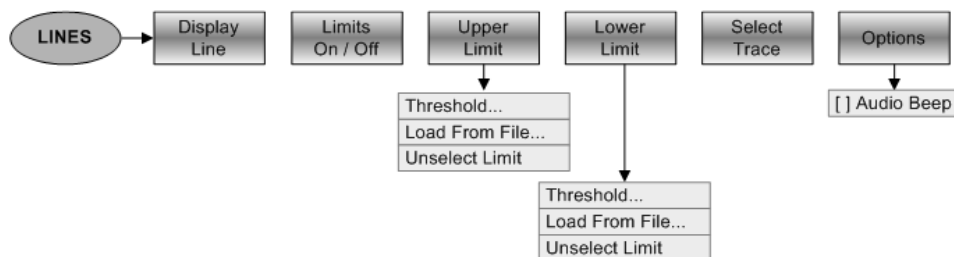 LINES
Display
Line
Limits
On / Off
Upper
Limit
Lower
Limit
Select
Trace
Options
Threshold...
Load From File...
Unselect Limit
[ ] Audio Beep
Threshold...
Load From File...
Unselect Limit